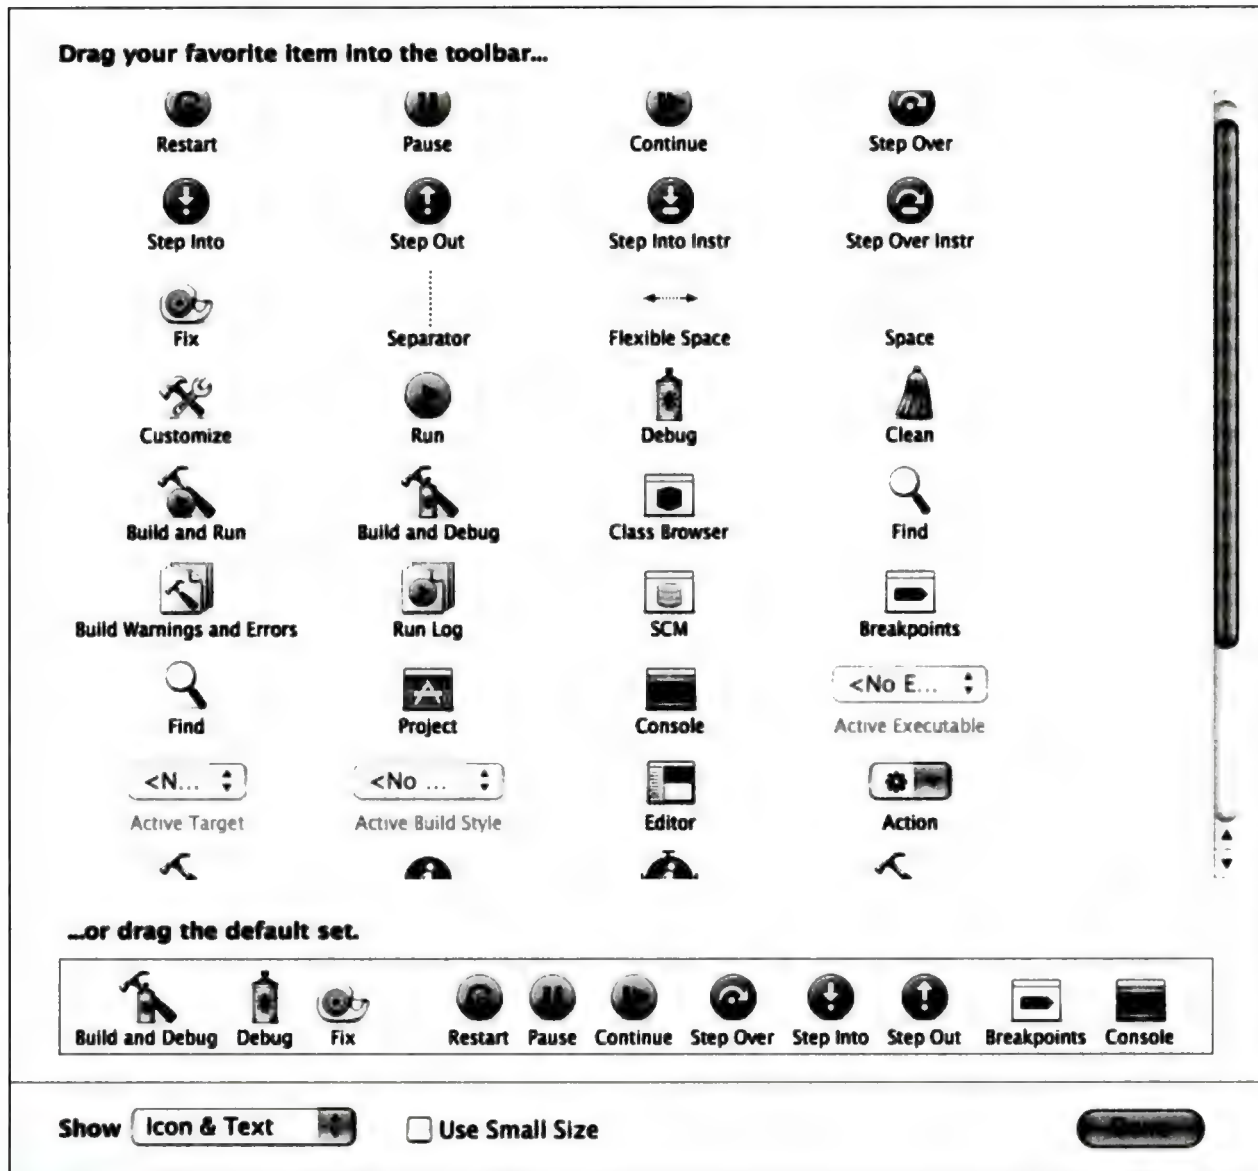 Drag your favorite item into the toolbar...
Restart Pause Continue Step Over
Step Into Step Out Step Into Instr Step Over Instr
Fix Separator Flexible Space Space
Customize Run Debug Clean
Build and Run Build and Debug Class Browser Find
Build Warnings and Errors Run Log SCM Breakpoints
<No E...
Find Project Console Active Executable
<N... <No ...
Active Target Active Build Style Editor Action
...or drag the default set.
Build and Debug Debug Fix Restart Pause Continue Step Over Step Into Step Out Breakpoints Console
Show Icon & Text Use Small Size Done